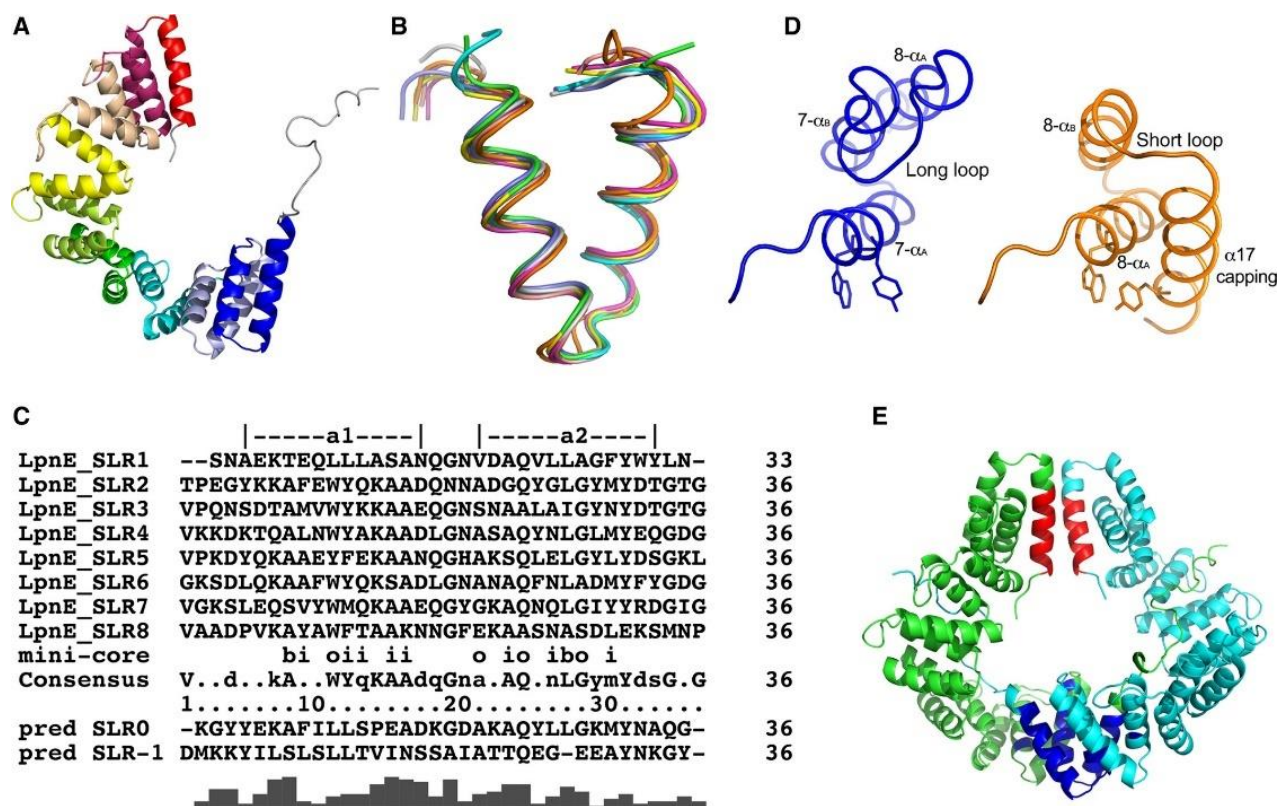 A
B
D
8-αA
7-αB
Long loop
7-αA
8-αB
Short loop
8-αA
α17
capping
C
|-----a1----| |-----a2-----|
LpnE_SLR1 --SNAEKTEQLLLASANQGNVDAQVLLAGFYWYLN- 33
LpnE_SLR2 TPEGYKKAFEWYQKAADQNNADGQYGLGYMYDTGTG 36
LpnE_SLR3 VPQNSDTAMVWYKKAAEQGNSNAALAIGYNYDTGTG 36
LpnE_SLR4 VKKDKTQALNWYAKAADLGNASAQYNLGLMYEQGDG 36
LpnE_SLR5 VPKDYQKAAEYFEKAANQGHAKSQLELGYLYDSGKL 36
LpnE_SLR6 GKSDLQKAAFWYQKSADLGNANAQFNLADMYFYGDG 36
LpnE_SLR7 VGKSLEQSVYWMQKAAEQGYGKAQNQLGIYYRDGIG 36
LpnE_SLR8 VAADPVKAYAWFTAAKNNGFEKAASNASDLEKSMNP 36
mini-core bi oii ii o io ibo i
Consensus V..d..kA..WYqKAAdqGna.AQ.nLGymYdsG.G 36
1........10........20........30......
pred SLR0 -KGYYEKAFILLSPEADKGDAKAQYLLGKMYNAQG- 36
pred SLR-1 DMKKYILSLSLLTVINSSAIATTQEG-EEAYNKGY- 36
E